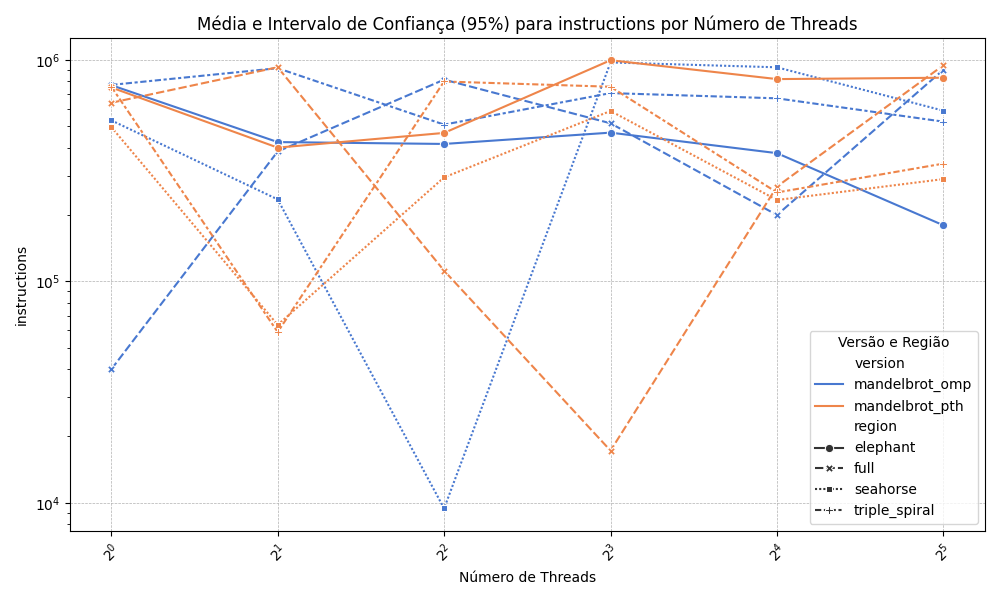 Média e Intervalo de Confiança (95%) para instructions por Número de Threads
instructions
10⁶
10⁵
10⁴
2⁰ 2¹ 2² 2³ 2⁴ 2⁵
Número de Threads
Versão e Região
version
mandelbrot_omp
mandelbrot_pth
region
elephant
full
seahorse
triple_spiral